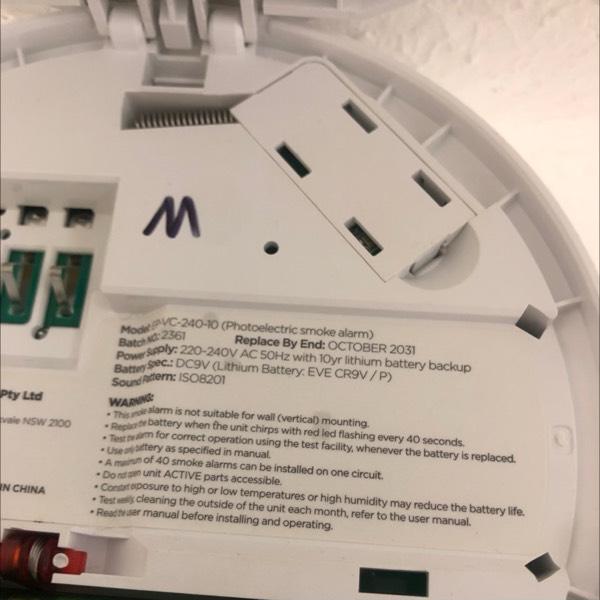 W
Model: EP-VC-240-10 (Photoelectric smoke alarm)
Batch NO.: 2361 Replace By End: OCTOBER 2031
Power Supply: 220-240V AC 50Hz with 10yr lithium battery backup
Battery Spec.: DC9V (Lithium Battery: EVE CR9V / P)
Sound Pattern: ISO8201
WARNING:
• This smoke alarm is not suitable for wall (vertical) mounting.
• Replace the battery when the unit chirps with red led flashing every 40 seconds.
• Test the alarm for correct operation using the test facility, whenever the battery is replaced.
• Use only battery as specified in manual.
• A maximum of 40 smoke alarms can be installed on one circuit.
• Do not open unit ACTIVE parts accessible.
• Constant exposure to high or low temperatures or high humidity may reduce the battery life.
• Test weekly, cleaning the outside of the unit each month, refer to the user manual.
• Read the user manual before installing and operating.
Pty Ltd
NSW 2100
IN CHINA